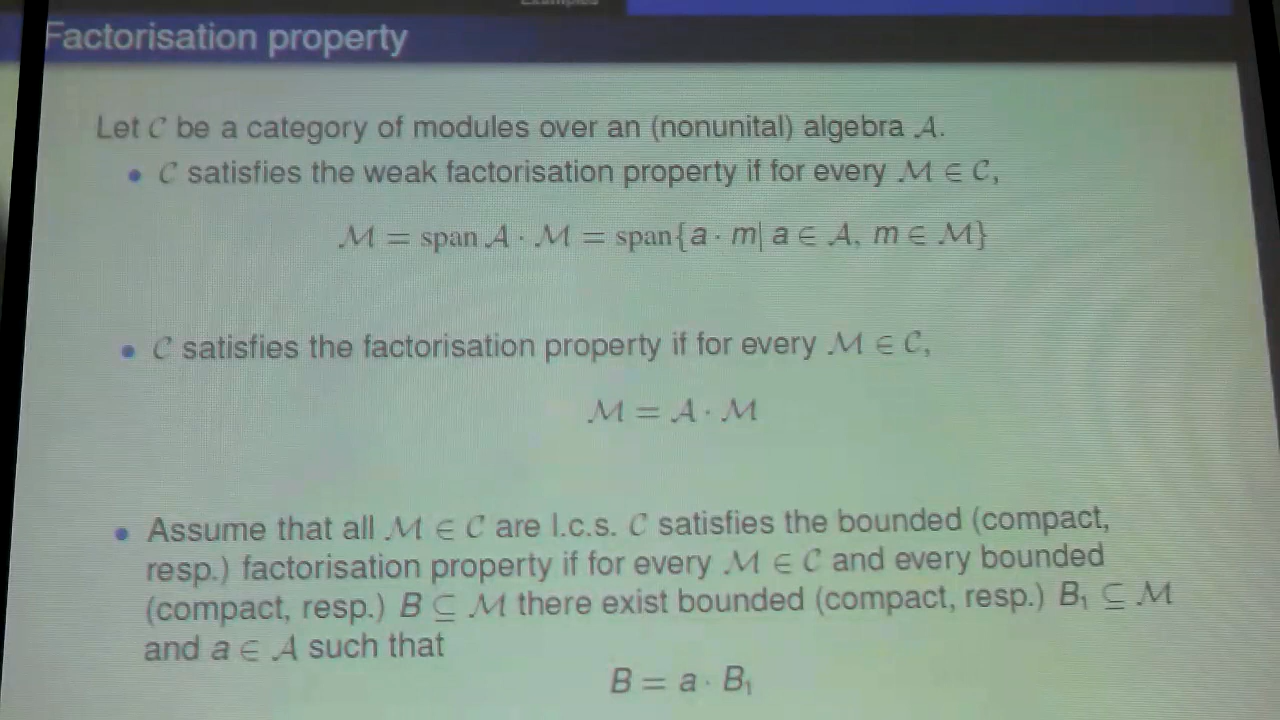 Examples
Factorisation property
Let 𝒞 be a category of modules over an (nonunital) algebra 𝒜.
• 𝒞 satisfies the weak factorisation property if for every ℳ ∈ 𝒞,
ℳ = span 𝒜 · ℳ = span{a · m| a ∈ 𝒜, m ∈ ℳ}
• 𝒞 satisfies the factorisation property if for every ℳ ∈ 𝒞,
ℳ = 𝒜 · ℳ
• Assume that all ℳ ∈ 𝒞 are l.c.s. 𝒞 satisfies the bounded (compact,
resp.) factorisation property if for every ℳ ∈ 𝒞 and every bounded
(compact, resp.) B ⊆ ℳ there exist bounded (compact, resp.) B₁ ⊆ ℳ
and a ∈ 𝒜 such that
B = a · B₁